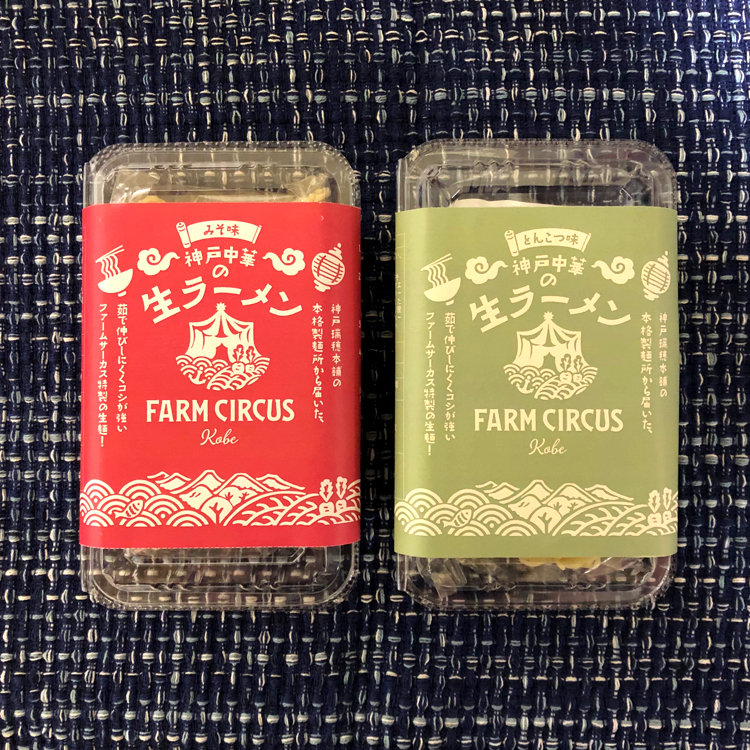 みそ味
神戸中華
の
生ラーメン
神戸瑞穂本舗の
本格製麺所から届いた、
茹で伸びしにくくコシが強い
ファームサーカス特製の生麺!
FARM CIRCUS
Kobe
とんこつ味
神戸中華
の
生ラーメン
神戸瑞穂本舗の
本格製麺所から届いた、
茹で伸びしにくくコシが強い
ファームサーカス特製の生麺!
FARM CIRCUS
Kobe